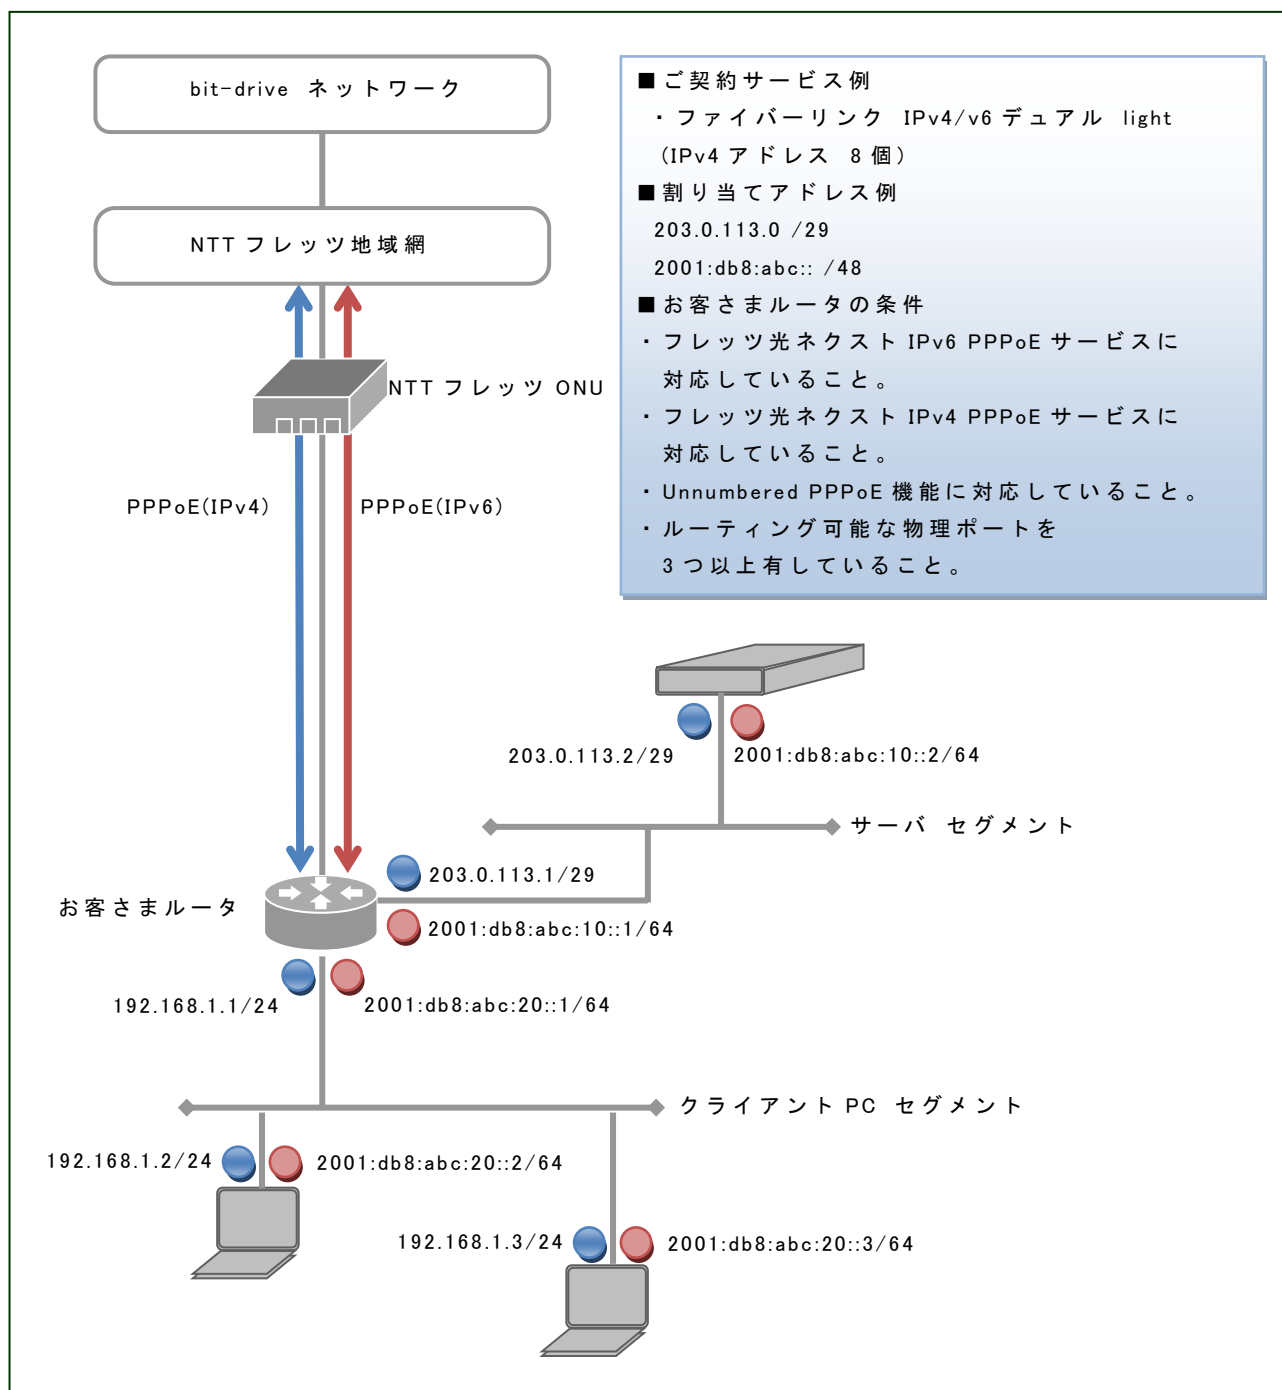 bit-drive ネットワーク
NTT フレッツ地域網
■ご契約サービス例
・ファイバーリンク IPv4/v6 デュアル light
(IPv4 アドレス 8 個)
■割り当てアドレス例
203.0.113.0 /29
2001:db8:abc:: /48
■お客さまルータの条件
・フレッツ光ネクスト IPv6 PPPoE サービスに
対応していること。
・フレッツ光ネクスト IPv4 PPPoE サービスに
対応していること。
・Unnumbered PPPoE 機能に対応していること。
・ルーティング可能な物理ポートを
3 つ以上有していること。
NTT フレッツ ONU
PPPoE(IPv4)
PPPoE(IPv6)
203.0.113.2/29
2001:db8:abc:10::2/64
サーバ セグメント
203.0.113.1/29
お客さまルータ
2001:db8:abc:10::1/64
192.168.1.1/24
2001:db8:abc:20::1/64
クライアント PC セグメント
192.168.1.2/24
2001:db8:abc:20::2/64
192.168.1.3/24
2001:db8:abc:20::3/64